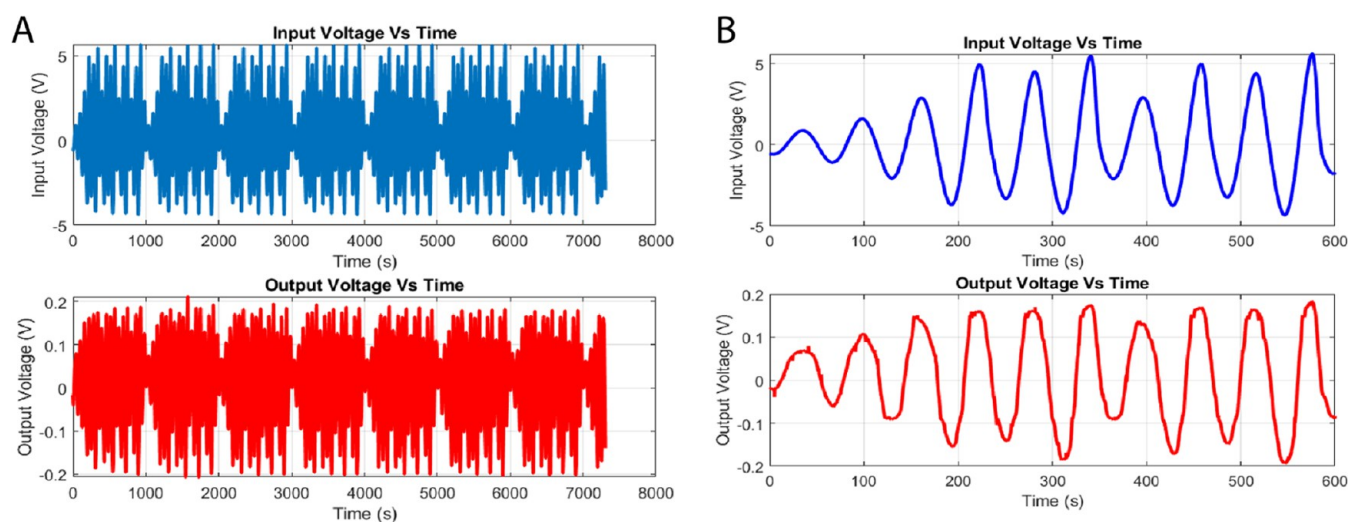 A
Input Voltage Vs Time
Input Voltage (V)
5
0
-5
0 1000 2000 3000 4000 5000 6000 7000 8000
Time (s)
Output Voltage Vs Time
Output Voltage (V)
0.2
0.1
0
-0.1
-0.2
0 1000 2000 3000 4000 5000 6000 7000 8000
Time (s)
B
Input Voltage Vs Time
Input Voltage (V)
5
0
-5
0 100 200 300 400 500 600
Time (s)
Output Voltage Vs Time
Output Voltage (V)
0.2
0.1
0
-0.1
-0.2
0 100 200 300 400 500 600
Time (s)